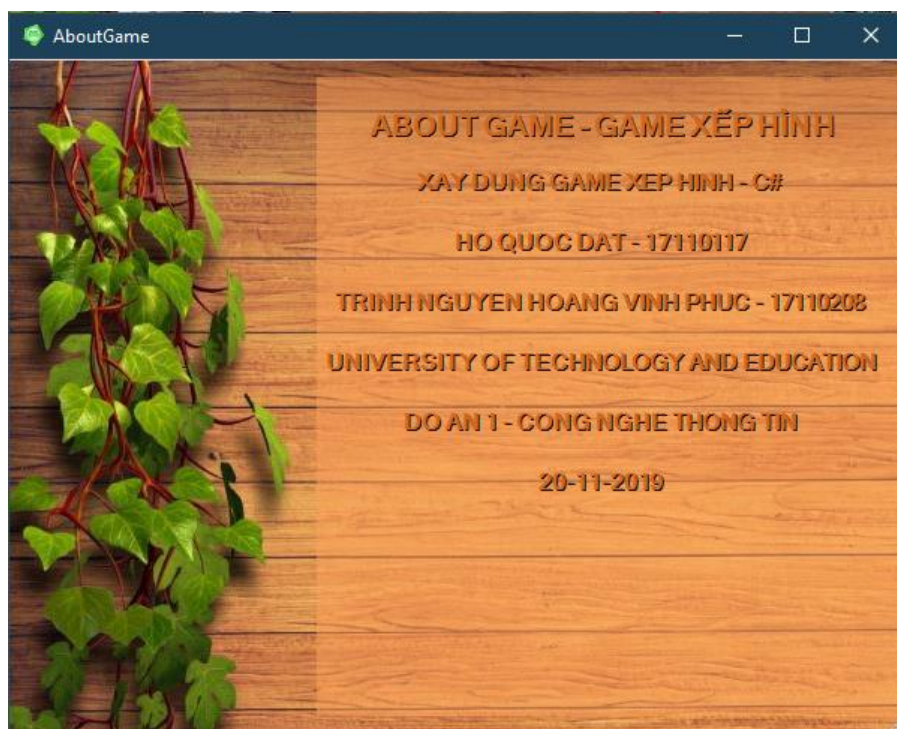 AboutGame
ABOUT GAME - GAME XẾP HÌNH
XAY DUNG GAME XEP HINH - C#
HO QUOC DAT - 17110117
TRINH NGUYEN HOANG VINH PHUC - 17110208
UNIVERSITY OF TECHNOLOGY AND EDUCATION
DO AN 1 - CONG NGHE THONG TIN
20-11-2019